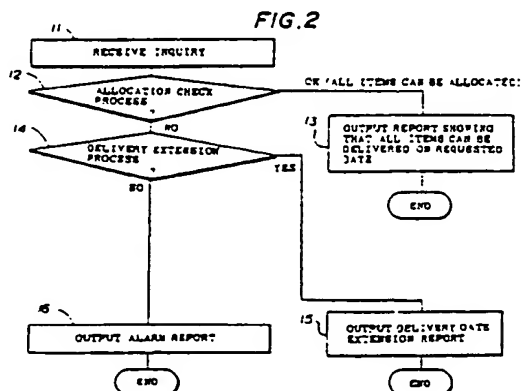 FIG.2
11
RECEIVE INQUIRY
12
ALLOCATION CHECK
PROCESS
OK (ALL ITEMS CAN BE ALLOCATED)
NO
13
OUTPUT REPORT SHOWING
THAT ALL ITEMS CAN BE
DELIVERED ON REQUESTED
DATE
END
14
DELIVERY EXTENSION
PROCESS
YES
NO
16
OUTPUT ALARM REPORT
END
15
OUTPUT DELIVERY DATE
EXTENSION REPORT
END